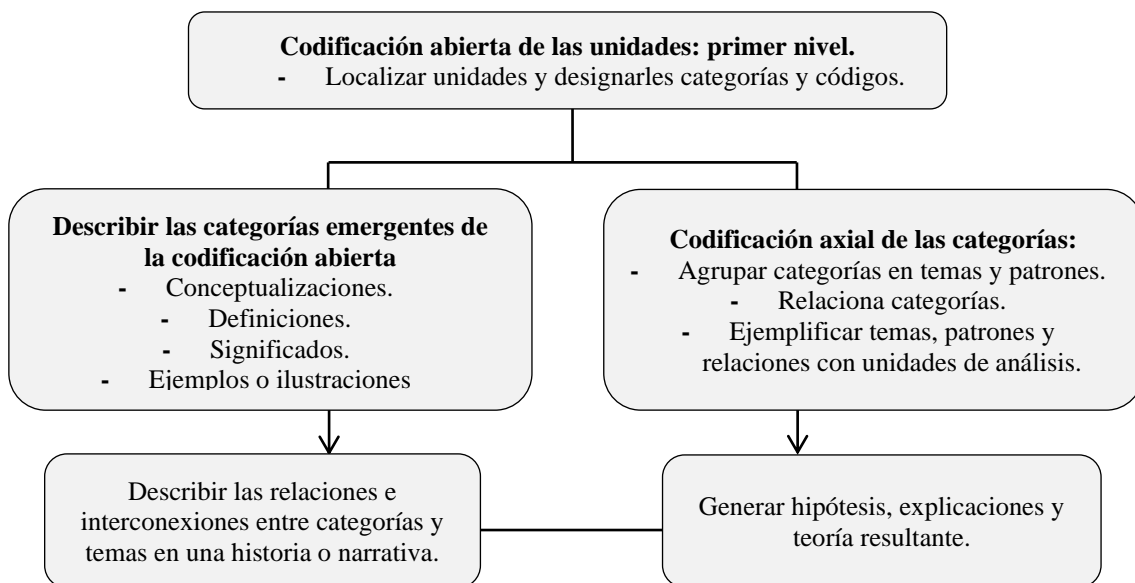 Codificación abierta de las unidades: primer nivel.
- Localizar unidades y designarles categorías y códigos.
Describir las categorías emergentes de
la codificación abierta
- Conceptualizaciones.
- Definiciones.
- Significados.
- Ejemplos o ilustraciones
Codificación axial de las categorías:
- Agrupar categorías en temas y patrones.
- Relaciona categorías.
- Ejemplificar temas, patrones y
relaciones con unidades de análisis.
Describir las relaciones e
interconexiones entre categorías y
temas en una historia o narrativa.
Generar hipótesis, explicaciones y
teoría resultante.